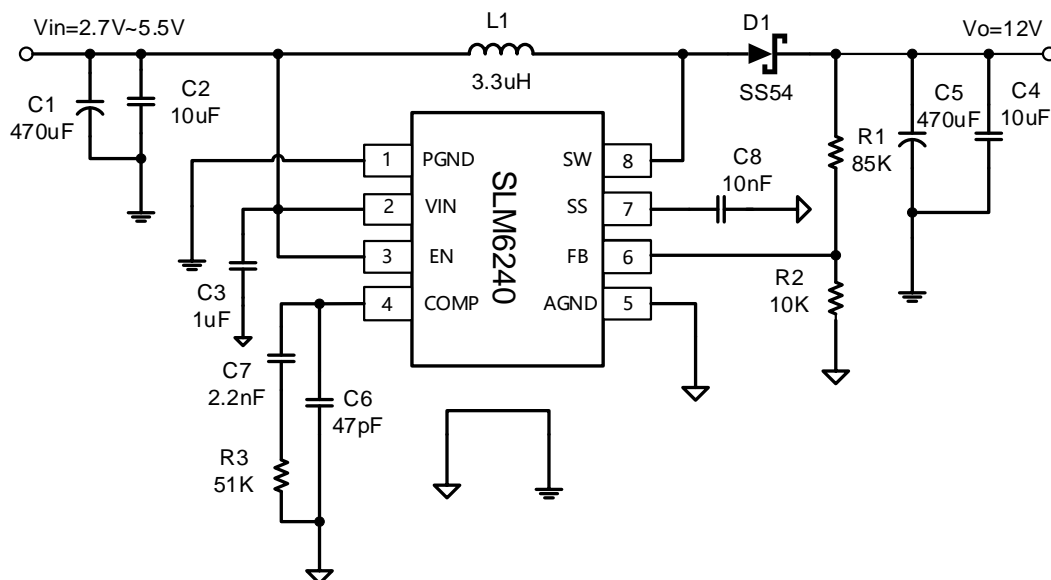 Vin=2.7V~5.5V
L1
3.3uH
D1
SS54
Vo=12V
C1
470uF
C2
10uF
C5
470uF
C4
10uF
R1
85K
R2
10K
C8
10nF
1
PGND
2
VIN
3
EN
4
COMP
SLM6240
SW
8
SS
7
FB
6
AGND
5
C3
1uF
C7
2.2nF
C6
47pF
R3
51K